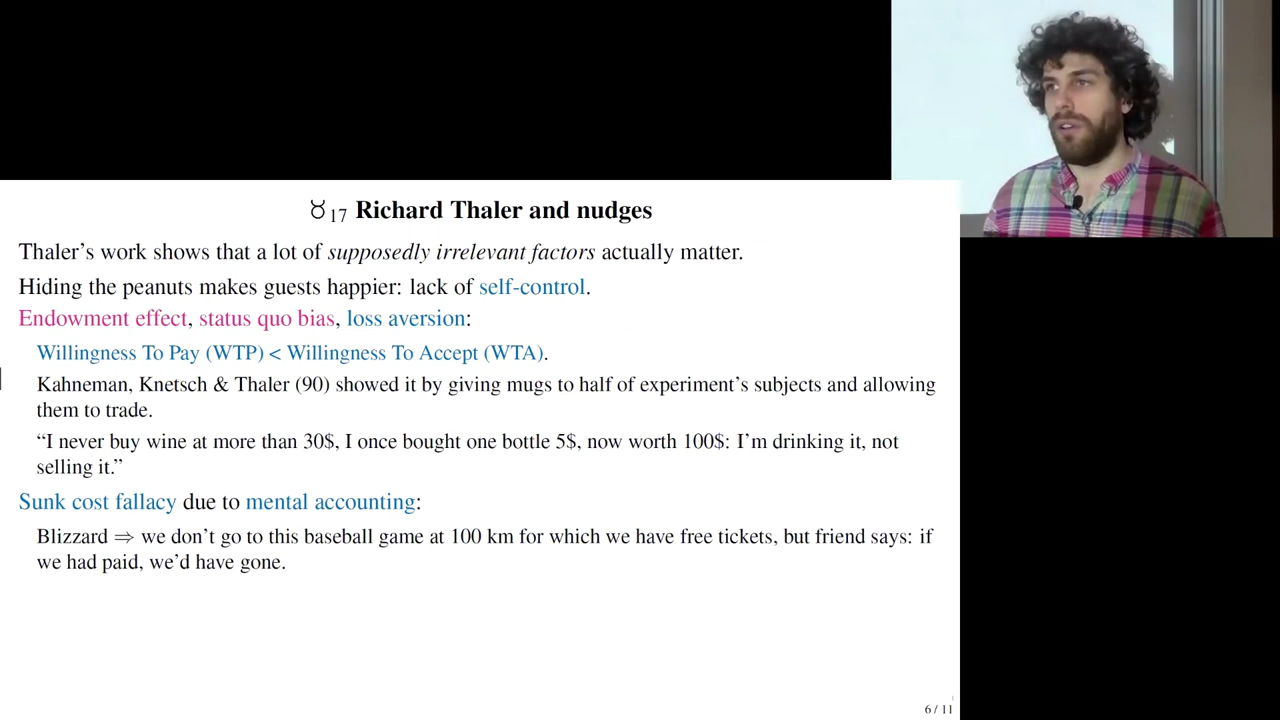 ♉17 Richard Thaler and nudges
Thaler's work shows that a lot of supposedly irrelevant factors actually matter.
Hiding the peanuts makes guests happier: lack of self-control.
Endowment effect, status quo bias, loss aversion:
Willingness To Pay (WTP) < Willingness To Accept (WTA).
Kahneman, Knetsch & Thaler (90) showed it by giving mugs to half of experiment's subjects and allowing
them to trade.
“I never buy wine at more than 30$, I once bought one bottle 5$, now worth 100$: I'm drinking it, not
selling it.”
Sunk cost fallacy due to mental accounting:
Blizzard ⇒ we don't go to this baseball game at 100 km for which we have free tickets, but friend says: if
we had paid, we'd have gone.
6 / 11